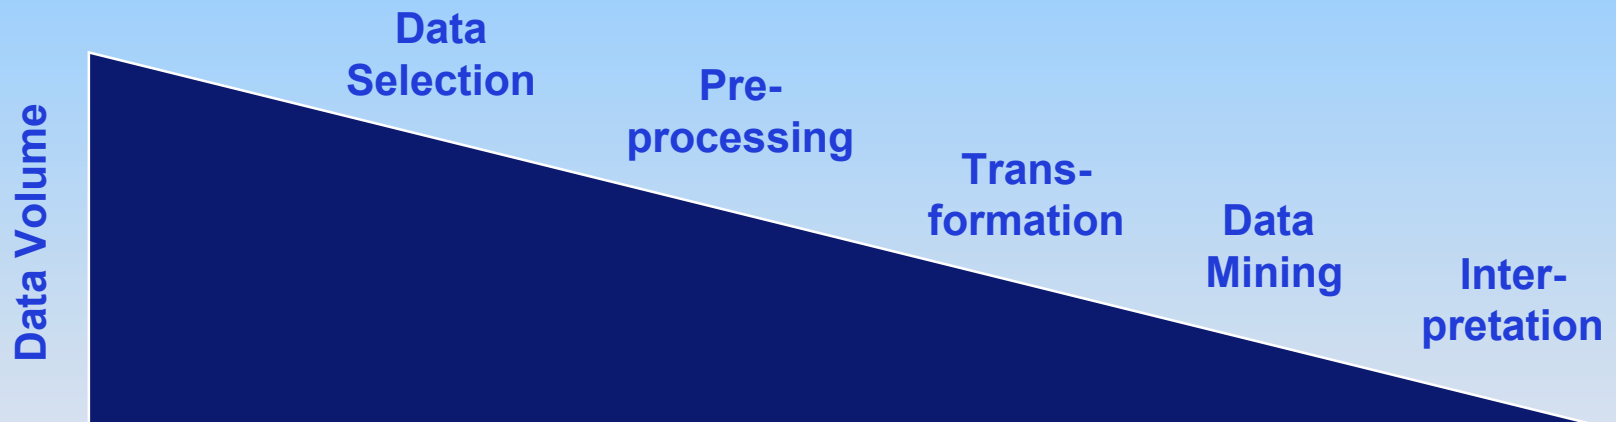 Data Volume
Data
Selection
Pre-
processing
Trans-
formation
Data
Mining
Inter-
pretation